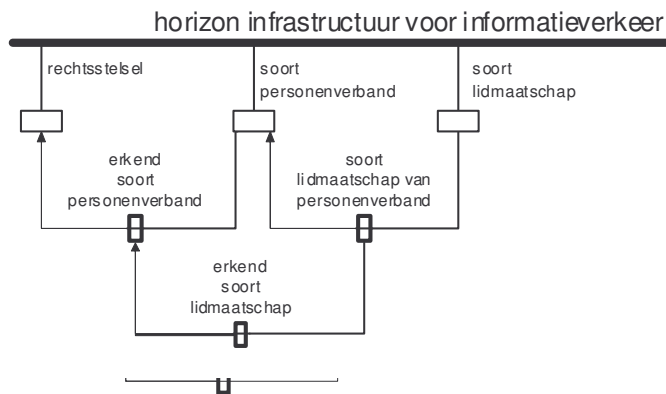 horizon infrastructuur voor informatieverkeer
rechtsstelsel
soort
personenverband
soort
lidmaatschap
erkend
soort
personenverband
soort
lidmaatschap van
personenverband
erkend
soort
lidmaatschap